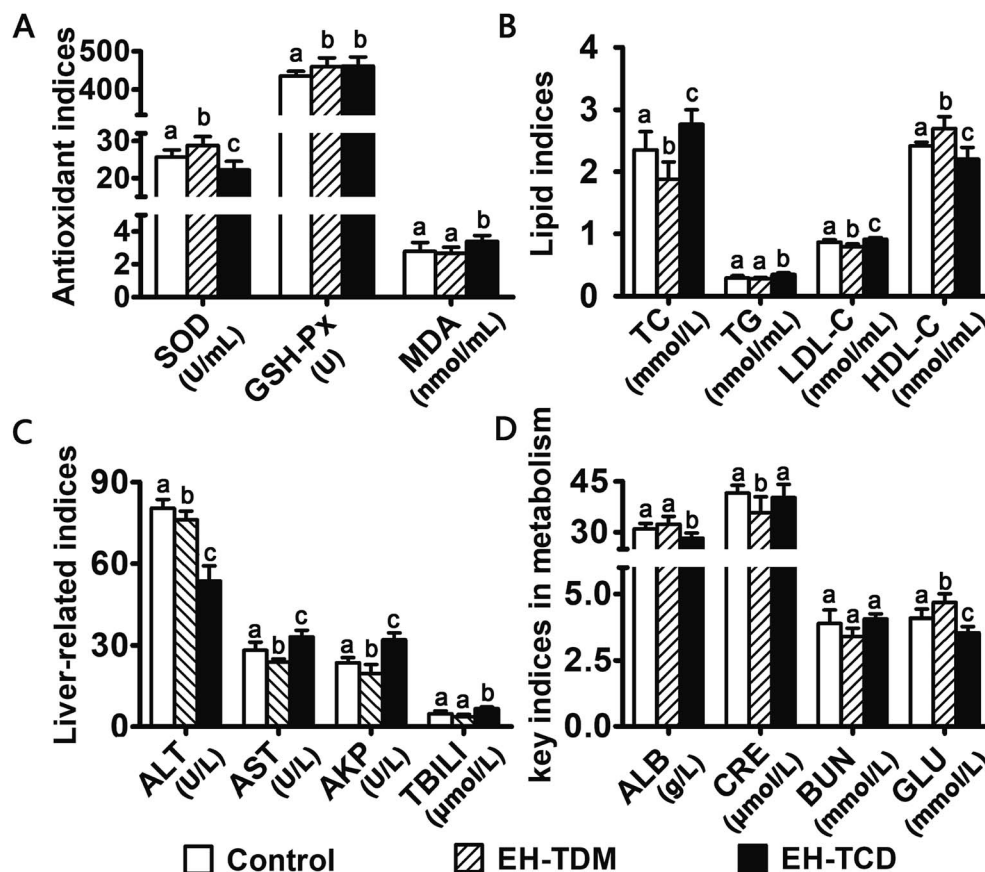 A
Antioxidant indices
500
400
30
20
4
2
0
a b b
a b c
a a b
SOD
(U/mL)
GSH-Px
(U)
MDA
(nmol/mL)
B
Lipid indices
4
3
2
1
0
a b c
a a b
a b c
a b c
TC
(mmol/L)
TG
(nmol/mL)
LDL-C
(nmol/mL)
HDL-C
(nmol/mL)
C
Liver-related indices
90
60
30
0
a b c
a b c
a b c
a a b
ALT
(U/L)
AST
(U/L)
AKP
(U/L)
TBILI
(µmol/L)
D
key indices in metabolism
45
30
5.0
2.5
0.0
a a b
a b a
a a a
a b c
ALB
(g/L)
CRE
(µmol/L)
BUN
(mmol/L)
GLU
(mmol/L)
Control EH-TDM EH-TCD